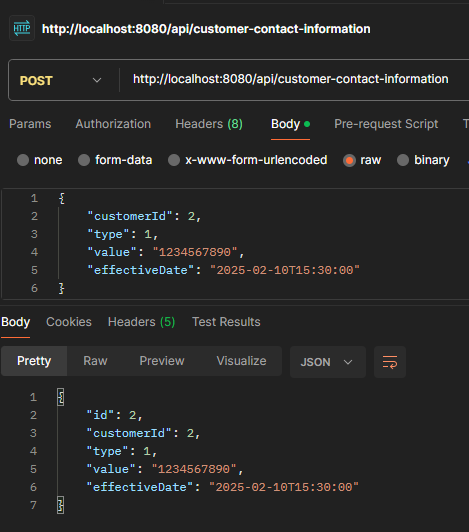 HTTP http://localhost:8080/api/customer-contact-information
POST http://localhost:8080/api/customer-contact-information
Params Authorization Headers (8) Body Pre-request Script T
none form-data x-www-form-urlencoded raw binary
1 {
2 "customerId": 2,
3 "type": 1,
4 "value": "1234567890",
5 "effectiveDate": "2025-02-10T15:30:00"
6 }
Body Cookies Headers (5) Test Results
Pretty Raw Preview Visualize JSON
1 {
2 "id": 2,
3 "customerId": 2,
4 "type": 1,
5 "value": "1234567890",
6 "effectiveDate": "2025-02-10T15:30:00"
7 }